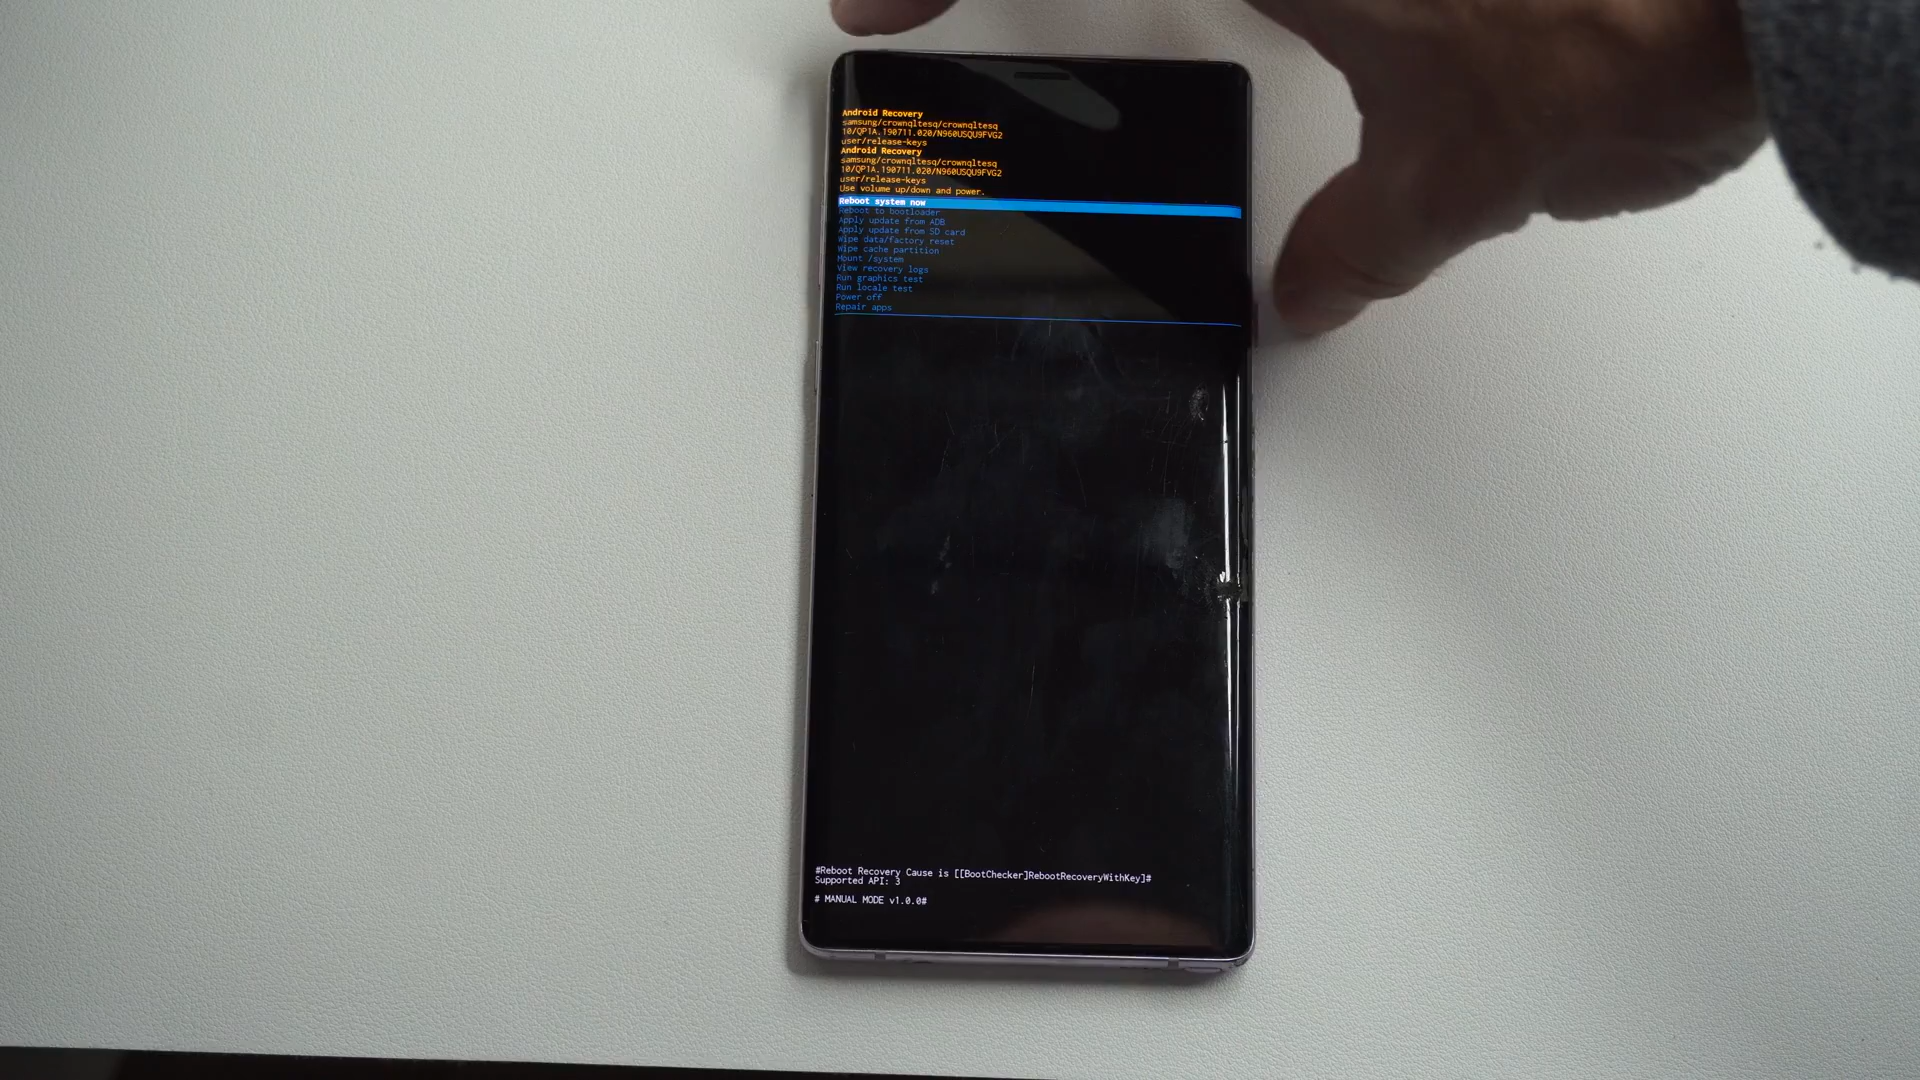 Android Recovery
samsung/crownqltesq/crownqltesq
10/QP1A.190711.020/N960USQU9FVG2
user/release-keys
Android Recovery
samsung/crownqltesq/crownqltesq
10/QP1A.190711.020/N960USQU9FVG2
user/release-keys
Use volume up/down and power.
Reboot system now
Reboot to bootloader
Apply update from ADB
Apply update from SD card
Wipe data/factory reset
Wipe cache partition
Mount /system
View recovery logs
Run graphics test
Run locale test
Power off
Repair apps
#Reboot Recovery Cause is [[BootChecker]RebootRecoveryWithKey]#
Supported API: 3
# MANUAL MODE v1.0.0#